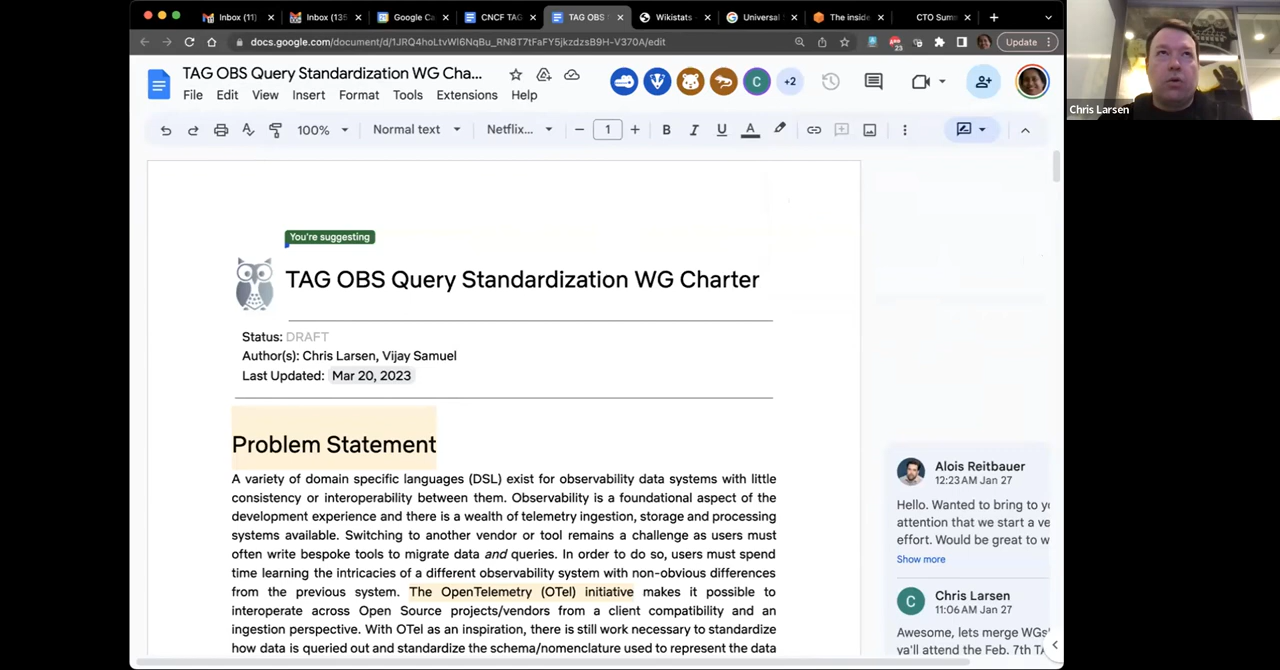 Inbox (11)
Inbox (135
Google Ca
CNCF TAG
TAG OBS
Wikistats -
Universal
The inside
CTO Sum
docs.google.com/document/d/1JRQ4hoLtvWl6NqBu_RN8T7tFaFY5jkzdzsB9H-V370A/edit
23
Update
Chris Larsen
TAG OBS Query Standardization WG Cha...
C
+2
File Edit View Insert Format Tools Extensions Help
100% Normal text Netflix... − 1 + B I U A
You're suggesting
TAG OBS Query Standardization WG Charter
Status: DRAFT
Author(s): Chris Larsen, Vijay Samuel
Last Updated: Mar 20, 2023
Problem Statement
A variety of domain specific languages (DSL) exist for observability data systems with little
consistency or interoperability between them. Observability is a foundational aspect of the
development experience and there is a wealth of telemetry ingestion, storage and processing
systems available. Switching to another vendor or tool remains a challenge as users must
often write bespoke tools to migrate data and queries. In order to do so, users must spend
time learning the intricacies of a different observability system with non-obvious differences
from the previous system. The OpenTelemetry (OTel) initiative makes it possible to
interoperate across Open Source projects/vendors from a client compatibility and an
ingestion perspective. With OTel as an inspiration, there is still work necessary to standardize
how data is queried out and standardize the schema/nomenclature used to represent the data
Alois Reitbauer
12:23 AM Jan 27
Hello. Wanted to bring to yo
attention that we start a ve
effort. Would be great to w
Show more
C
Chris Larsen
11:06 AM Jan 27
Awesome, lets merge WGs!
ya'll attend the Feb. 7th TA